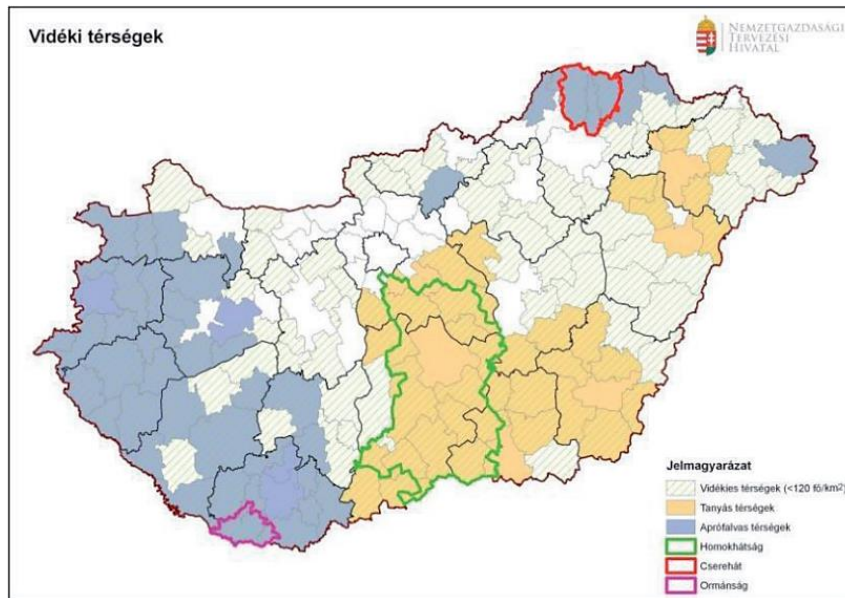 Vidéki térségek
NEMZETGAZDASÁGI
TERVEZÉSI
HIVATAL
Jelmagyarázat
Vidékies térségek (<120 fő/km2)
Tanyás térségek
Aprófalvas térségek
Homokhátság
Cserehát
Ormánság